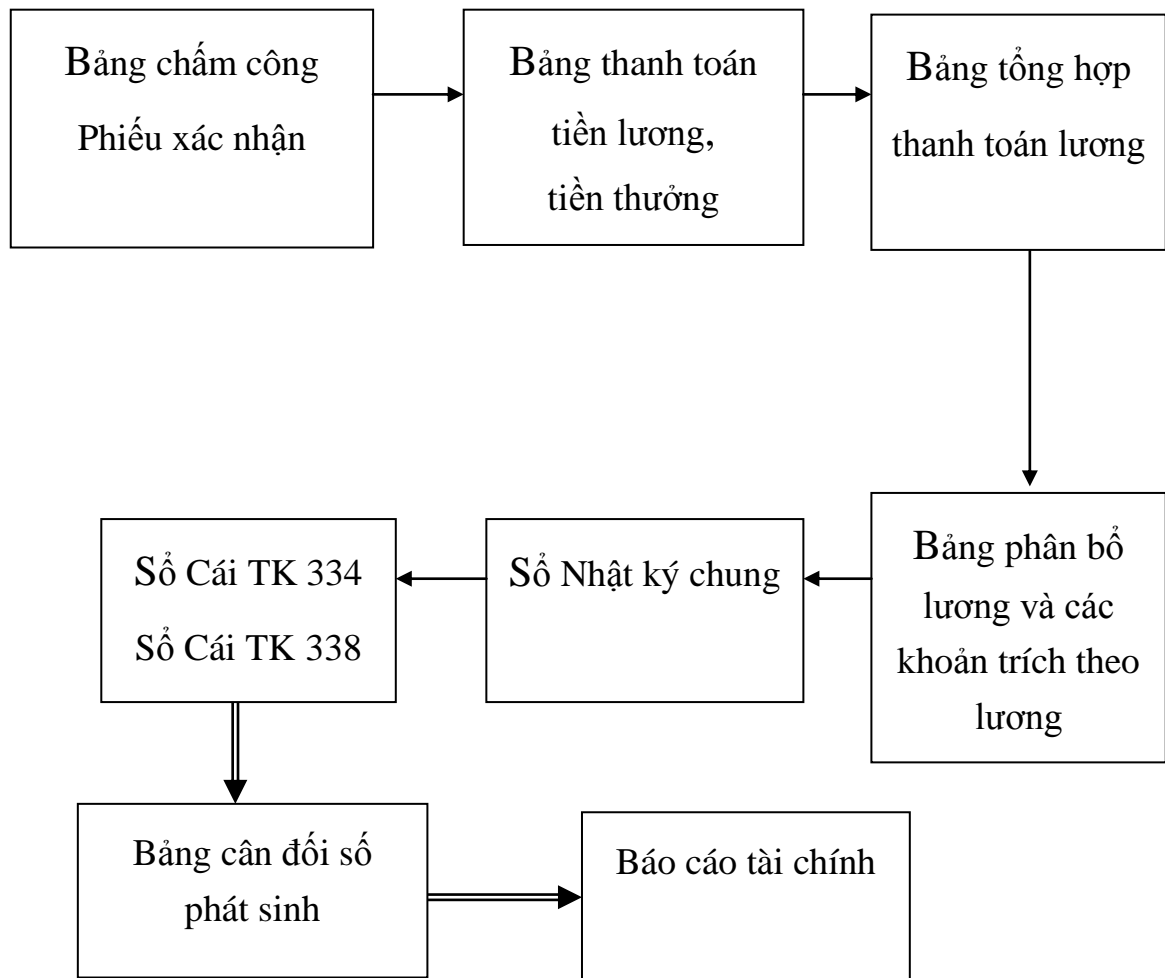 Bảng chấm công
Phiếu xác nhận
Bảng thanh toán
tiền lương,
tiền thưởng
Bảng tổng hợp
thanh toán lương
Bảng phân bổ
lương và các
khoản trích theo
lương
Sổ Nhật ký chung
Sổ Cái TK 334
Sổ Cái TK 338
Bảng cân đối số
phát sinh
Báo cáo tài chính